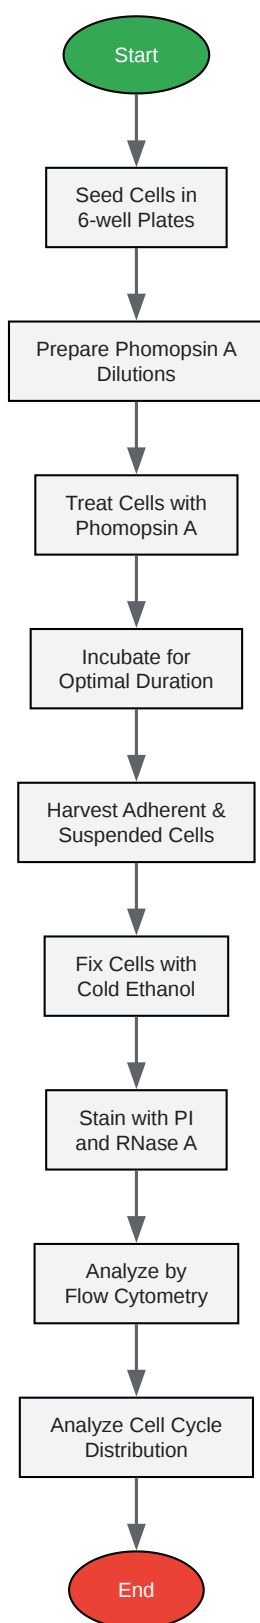 Start
Seed Cells in
6-well Plates
Prepare Phomopsin A
Dilutions
Treat Cells with
Phomopsin A
Incubate for
Optimal Duration
Harvest Adherent &
Suspended Cells
Fix Cells with
Cold Ethanol
Stain with PI
and RNase A
Analyze by
Flow Cytometry
Analyze Cell Cycle
Distribution
End